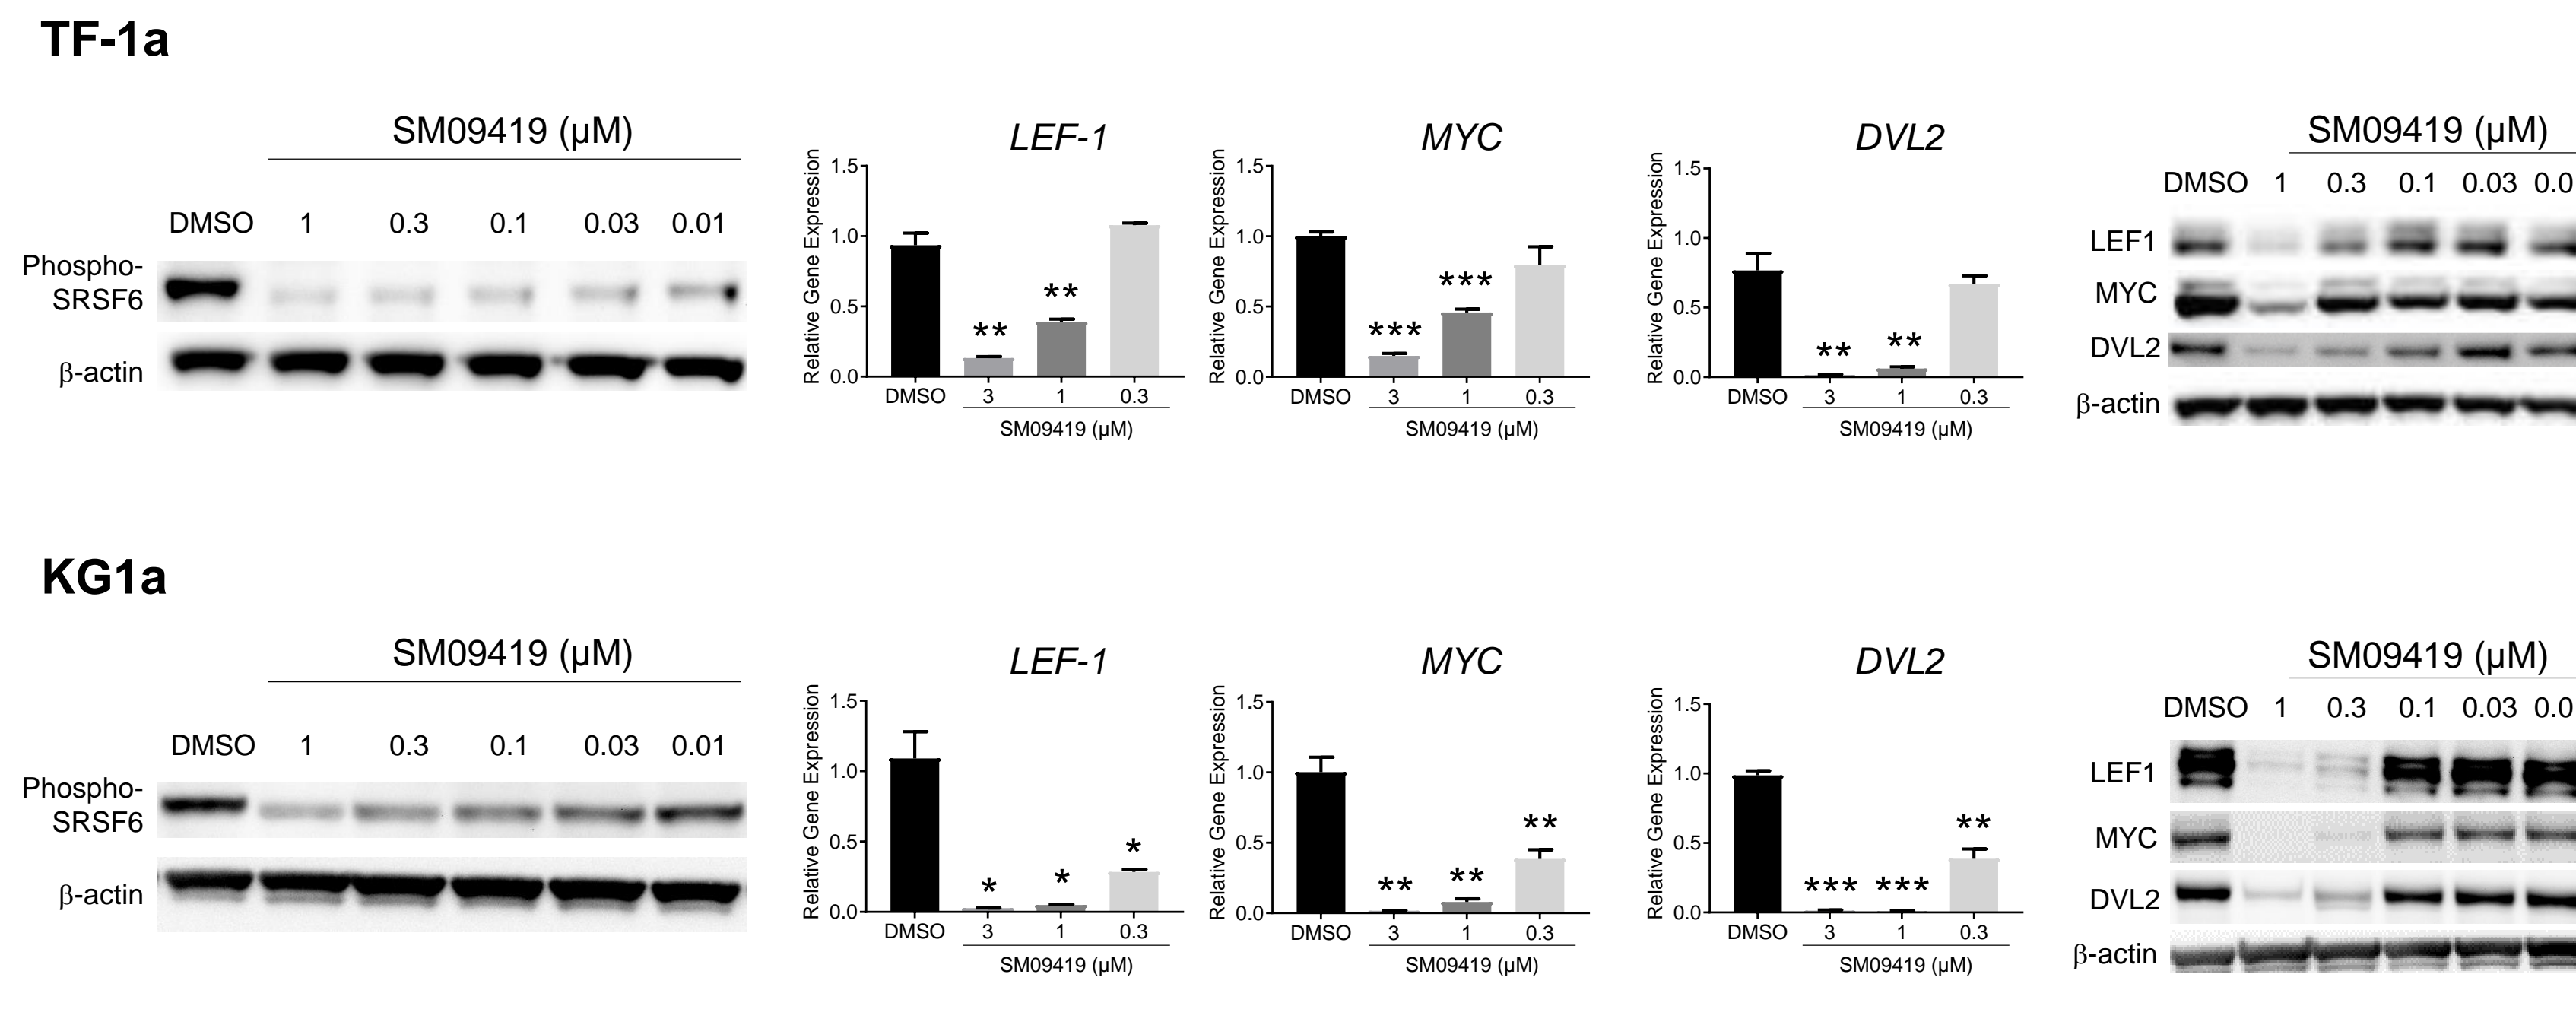 TF-1a
SM09419 (μM)
DMSO 1 0.3 0.1 0.03 0.01
Phospho-
SRSF6
β-actin
LEF-1
Relative Gene Expression
1.5
1.0
0.5
0.0
** **
DMSO 3 1 0.3
SM09419 (μM)
MYC
Relative Gene Expression
1.5
1.0
0.5
0.0
*** ***
DMSO 3 1 0.3
SM09419 (μM)
DVL2
Relative Gene Expression
1.5
1.0
0.5
0.0
** **
DMSO 3 1 0.3
SM09419 (μM)
SM09419 (μM)
DMSO 1 0.3 0.1 0.03 0.0
LEF1
MYC
DVL2
β-actin
KG1a
SM09419 (μM)
DMSO 1 0.3 0.1 0.03 0.01
Phospho-
SRSF6
β-actin
LEF-1
Relative Gene Expression
1.5
1.0
0.5
0.0
* * *
DMSO 3 1 0.3
SM09419 (μM)
MYC
Relative Gene Expression
1.5
1.0
0.5
0.0
** ** **
DMSO 3 1 0.3
SM09419 (μM)
DVL2
Relative Gene Expression
1.5
1.0
0.5
0.0
*** *** **
DMSO 3 1 0.3
SM09419 (μM)
SM09419 (μM)
DMSO 1 0.3 0.1 0.03 0.0
LEF1
MYC
DVL2
β-actin